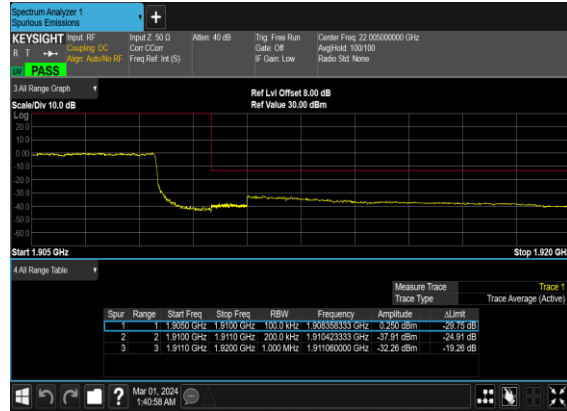 Spectrum Analyzer 1
Spurious Emissions
KEYSIGHT Input: RF Input Z: 50 Ω Atten: 40 dB Trig: Free Run Center Freq: 22.005000000 GHz
R T Coupling: DC Corr CCorr Gate: Off Avg|Hold: 100/100
Align: Auto/No RF Freq Ref: Int (S) IF Gain: Low Radio Std: None
PASS
3 All Range Graph Ref Lvl Offset 8.00 dB
Scale/Div 10.0 dB Ref Value 30.00 dBm
Log
20.0
10.0
0.00
-10.0
-20.0
-30.0
-40.0
-50.0
-60.0
Start 1.905 GHz Stop 1.920 GH
4 All Range Table
Measure Trace Trace 1
Trace Type Trace Average (Active)
Spur Range Start Freq Stop Freq RBW Frequency Amplitude ΔLimit
1 1 1.9050 GHz 1.9100 GHz 100.0 kHz 1.908358333 GHz 0.250 dBm -29.75 dB
2 2 1.9100 GHz 1.9110 GHz 200.0 kHz 1.910423333 GHz -37.91 dBm -24.91 dB
3 3 1.9110 GHz 1.9200 GHz 1.000 MHz 1.911060000 GHz -32.26 dBm -19.26 dB
? Mar 01, 2024
1:40:58 AM